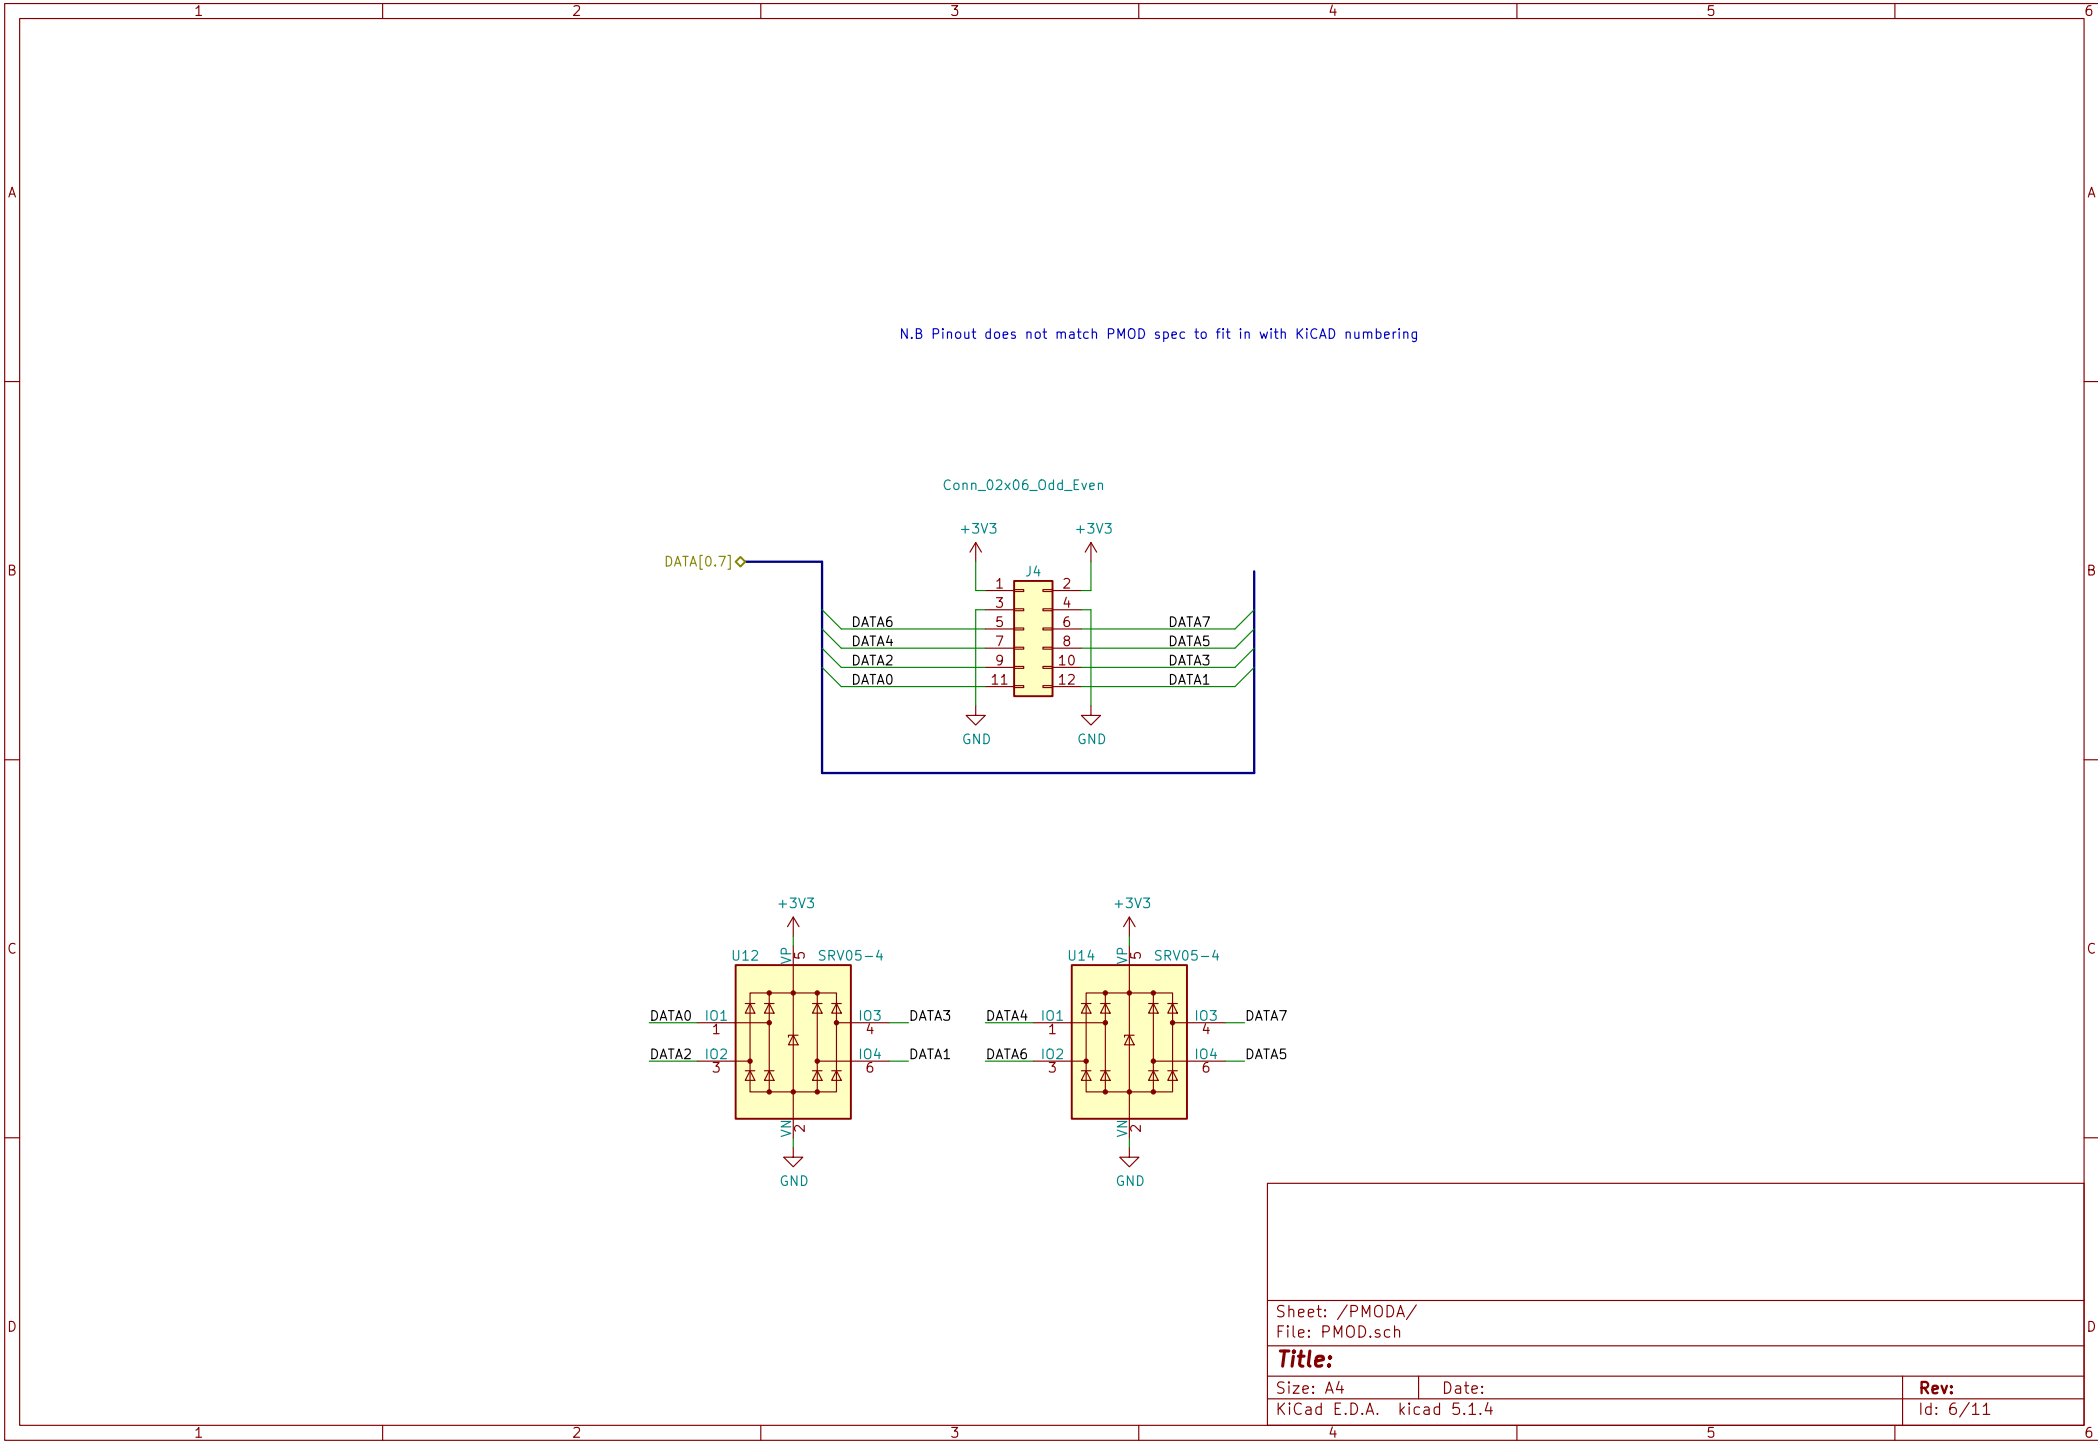 1 2 3 4 5 6
A A
N.B Pinout does not match PMOD spec to fit in with KiCAD numbering
Conn_02x06_Odd_Even
+3V3 +3V3
DATA[0.7]
B B
J4
1 2
3 4
DATA6 5 6 DATA7
DATA4 7 8 DATA5
DATA2 9 10 DATA3
DATA0 11 12 DATA1
GND GND
+3V3 +3V3
C C
U12 VP 5 SRV05-4 U14 VP 5 SRV05-4
DATA0 IO1 1 IO3 4 DATA3 DATA4 IO1 1 IO3 4 DATA7
DATA2 IO2 3 IO4 6 DATA1 DATA6 IO2 3 IO4 6 DATA5
VN 2 VN 2
GND GND
Sheet: /PMODA/
D D
File: PMOD.sch
Title:
Size: A4 Date: Rev:
KiCad E.D.A. kicad 5.1.4 Id: 6/11
1 2 3 4 5 6